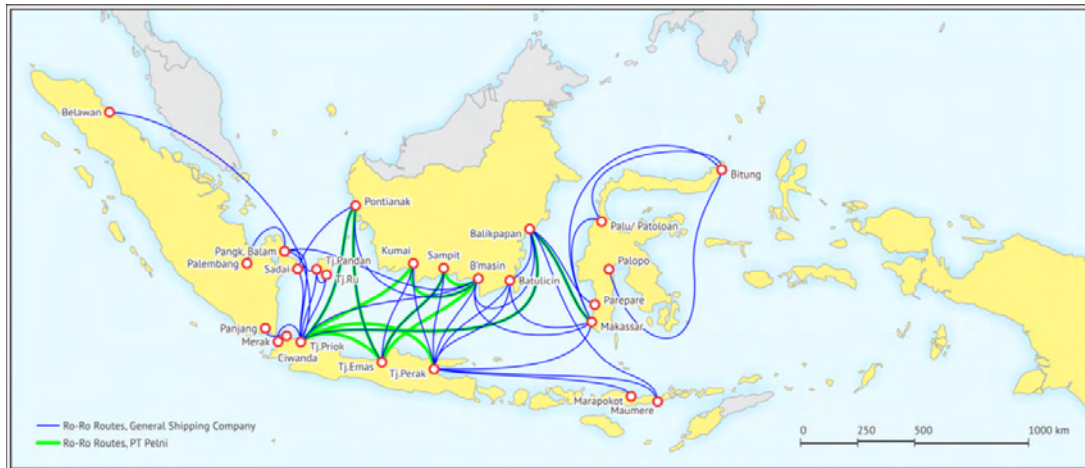 Belawan
Bitung
Pontianak
Palu/ Patoloan
Balikpapan
Pangk. Balam
Kumai
Sampit
Palembang
Sadai
Tj.Pandan
Tj.Ru
B'masin
Batulicin
Palopo
Parepare
Panjang
Merak
Ciwanda
Tj.Priok
Makassar
Tj.Emas
Tj.Perak
Marapokot
Maumere
Ro-Ro Routes, General Shipping Company
Ro-Ro Routes, PT Pelni
0 250 500 1000 km